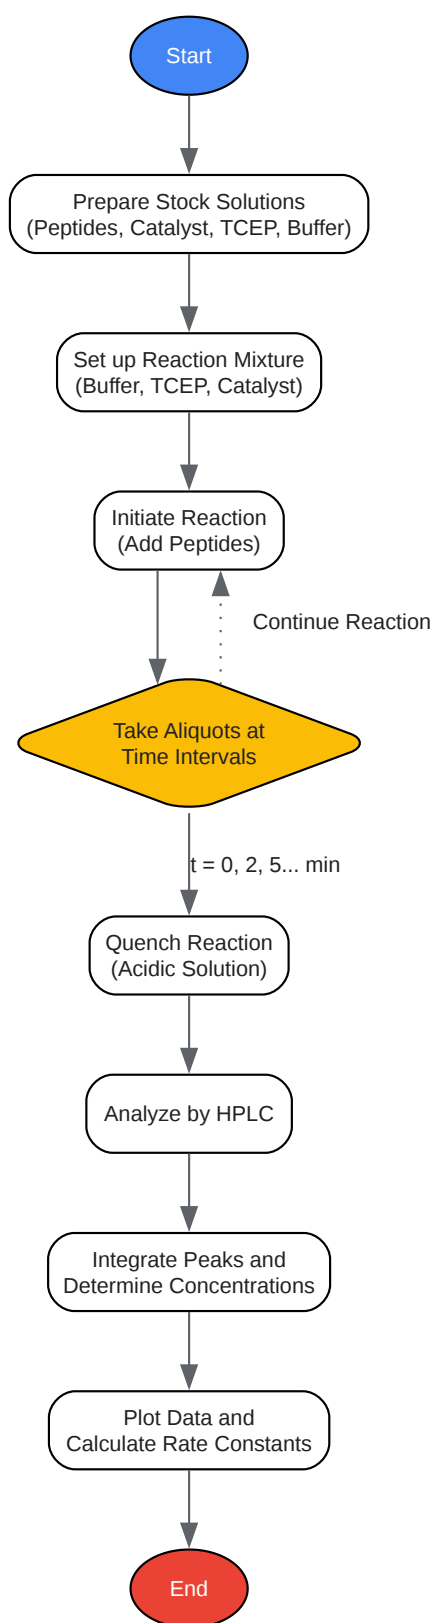 Start
Prepare Stock Solutions
(Peptides, Catalyst, TCEP, Buffer)
Set up Reaction Mixture
(Buffer, TCEP, Catalyst)
Initiate Reaction
(Add Peptides)
Continue Reaction
Take Aliquots at
Time Intervals
t = 0, 2, 5... min
Quench Reaction
(Acidic Solution)
Analyze by HPLC
Integrate Peaks and
Determine Concentrations
Plot Data and
Calculate Rate Constants
End